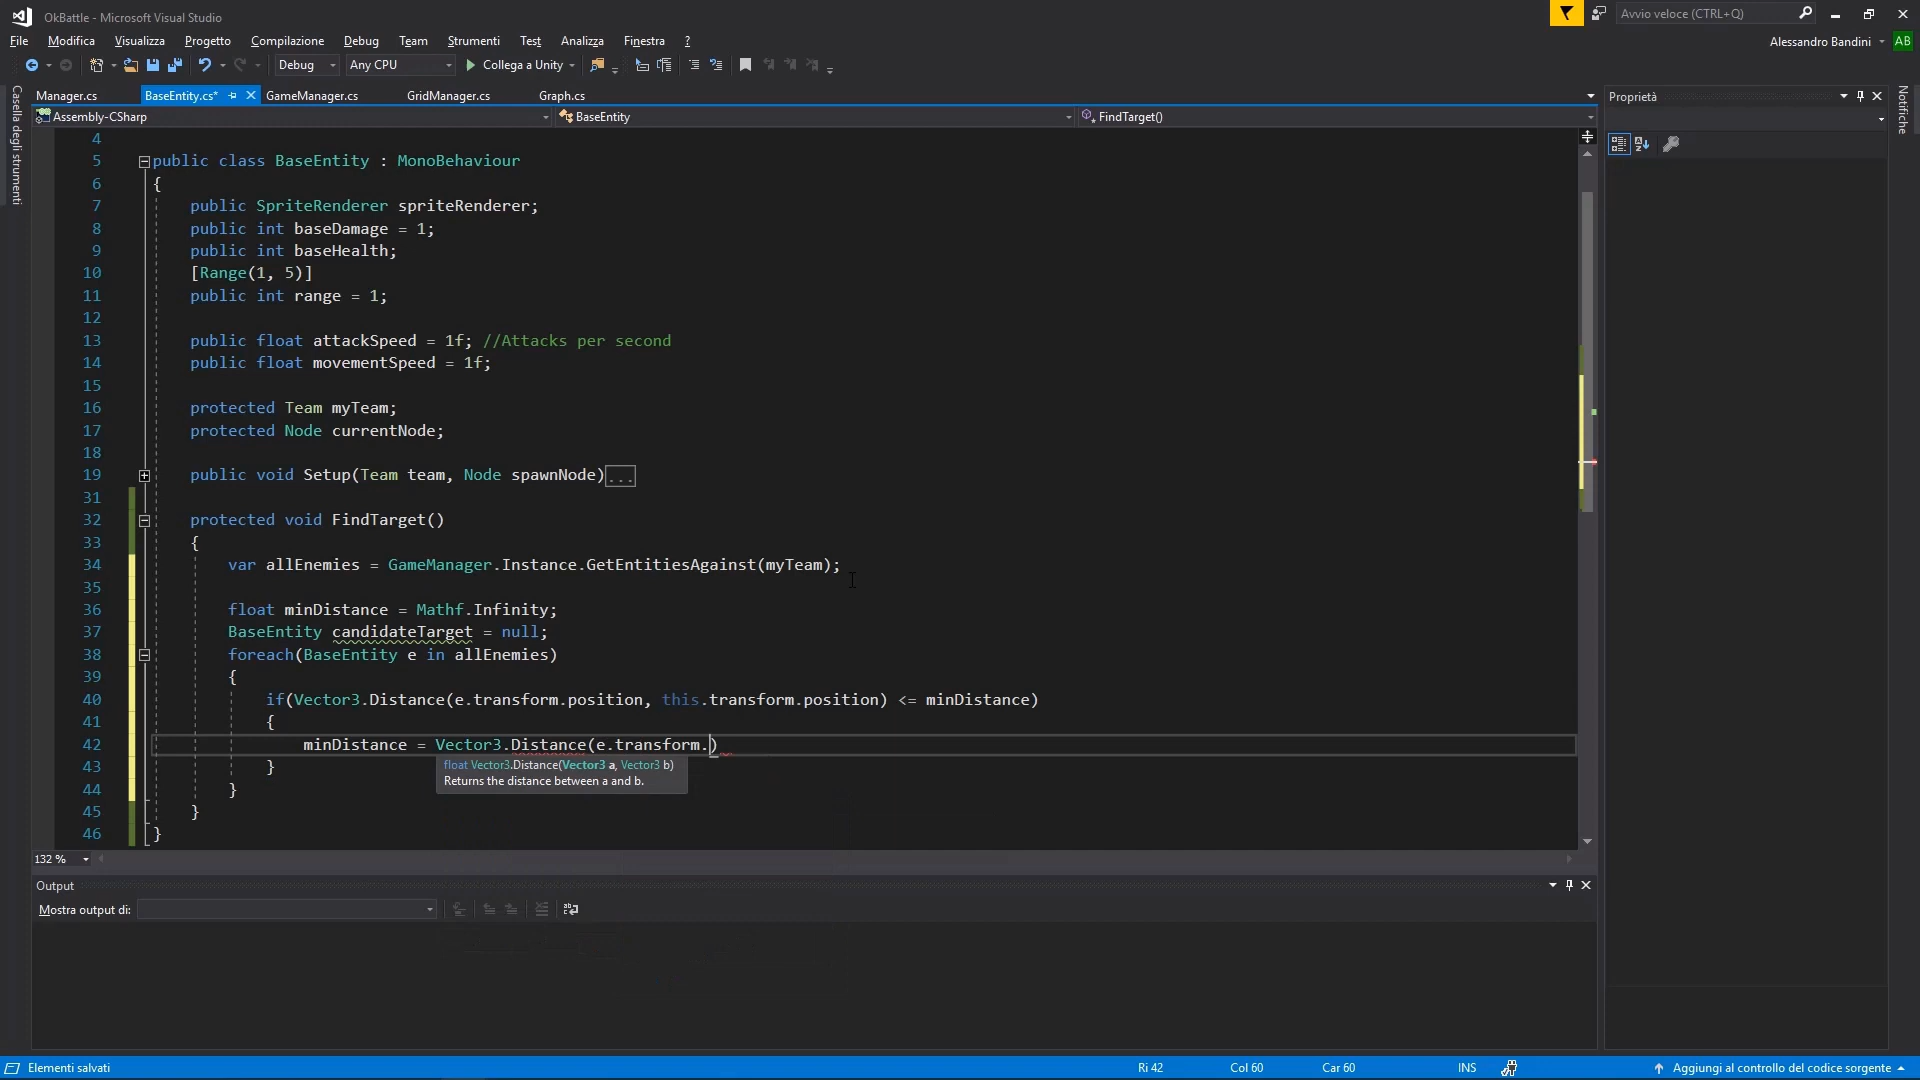 OkBattle - Microsoft Visual Studio
Avvio veloce (CTRL+Q)
File Modifica Visualizza Progetto Compilazione Debug Team Strumenti Test Analizza Finestra ?
Alessandro Bandini AB
Debug Any CPU Collega a Unity
Manager.cs BaseEntity.cs* GameManager.cs GridManager.cs Graph.cs
Assembly-CSharp BaseEntity FindTarget()
Casella degli strumenti
4
5 public class BaseEntity : MonoBehaviour
6 {
7 public SpriteRenderer spriteRenderer;
8 public int baseDamage = 1;
9 public int baseHealth;
10 [Range(1, 5)]
11 public int range = 1;
12
13 public float attackSpeed = 1f; //Attacks per second
14 public float movementSpeed = 1f;
15
16 protected Team myTeam;
17 protected Node currentNode;
18
19 public void Setup(Team team, Node spawnNode)...
31
32 protected void FindTarget()
33 {
34 var allEnemies = GameManager.Instance.GetEntitiesAgainst(myTeam);
35
36 float minDistance = Mathf.Infinity;
37 BaseEntity candidateTarget = null;
38 foreach(BaseEntity e in allEnemies)
39 {
40 if(Vector3.Distance(e.transform.position, this.transform.position) <= minDistance)
41 {
42 minDistance = Vector3.Distance(e.transform.)
float Vector3.Distance(Vector3 a, Vector3 b)
Returns the distance between a and b.
43 }
44 }
45 }
46 }
132 %
Output
Mostra output di:
Proprietà
Notifiche
Elementi salvati Ri 42 Col 60 Car 60 INS Aggiungi al controllo del codice sorgente